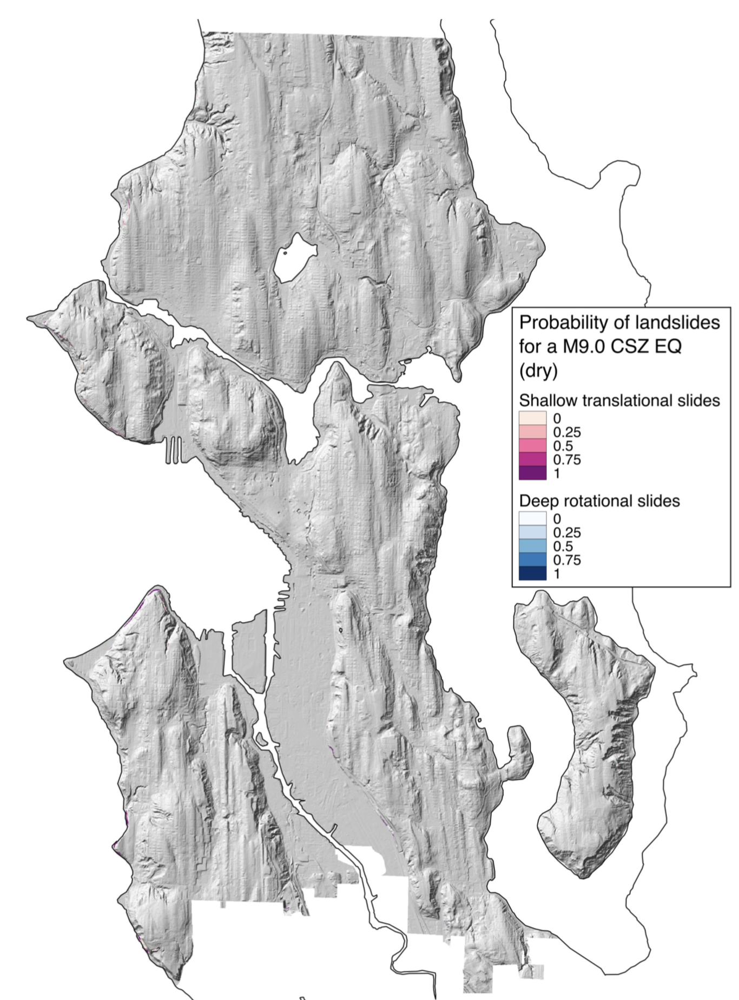 Probability of landslides
for a M9.0 CSZ EQ
(dry)
Shallow translational slides
0
0.25
0.5
0.75
1
Deep rotational slides
0
0.25
0.5
0.75
1